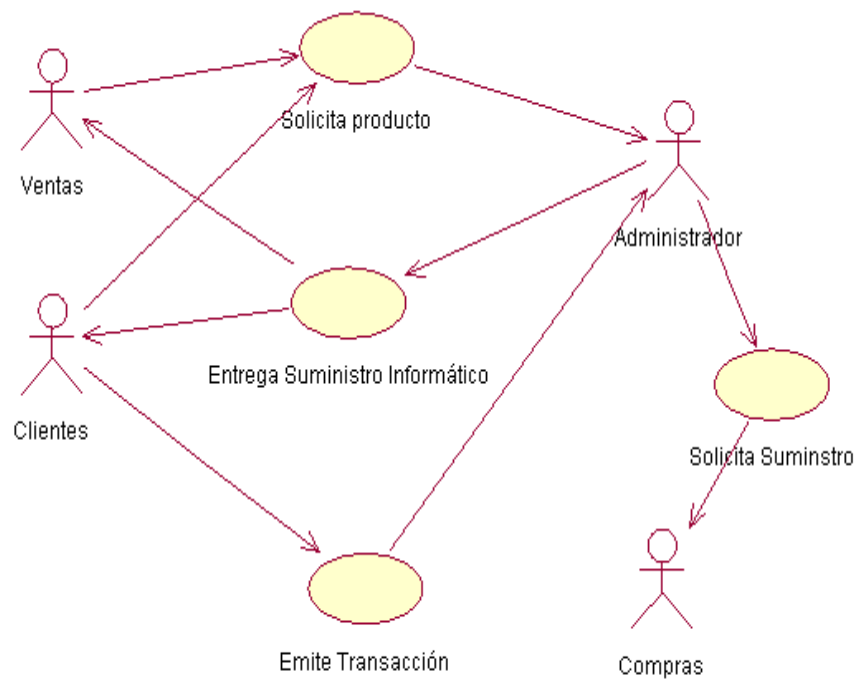 Solicita producto
Ventas
Administrador
Entrega Suministro Informático
Clientes
Solicita Suminstro
Emite Transacción
Compras